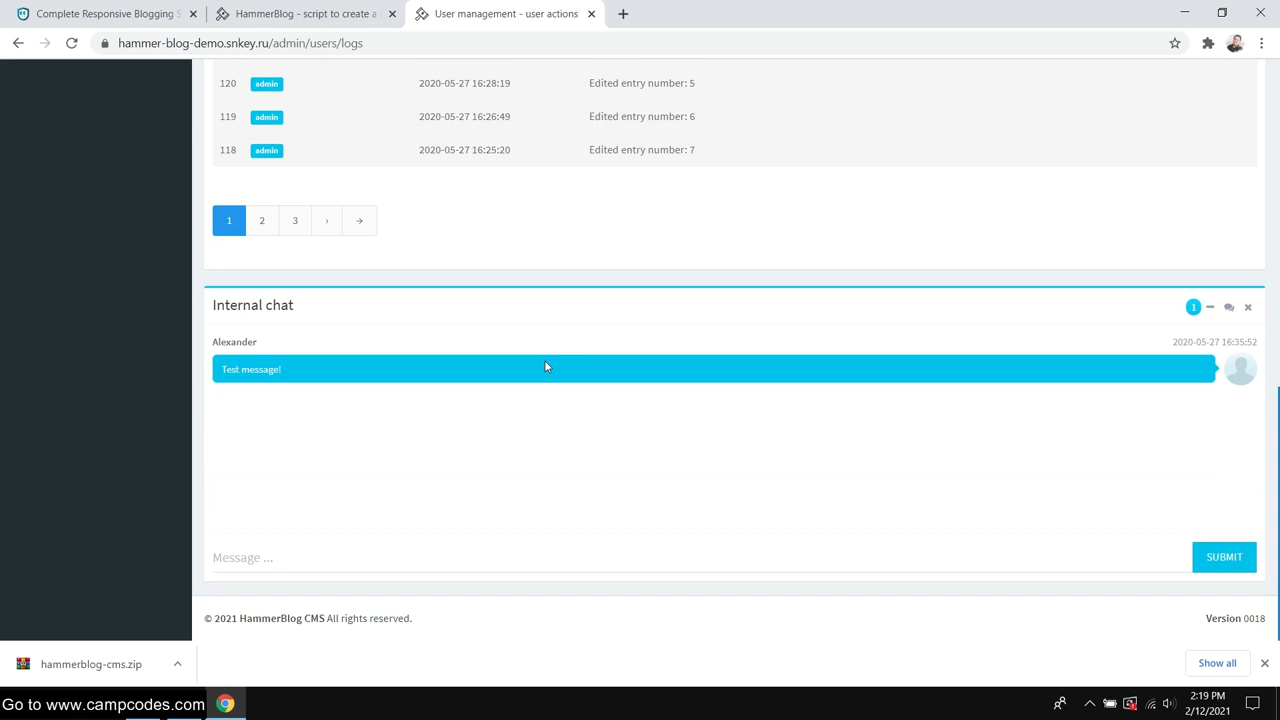 Complete Responsive Blogging S
HammerBlog - script to create a
User management - user actions
hammer-blog-demo.snkey.ru/admin/users/logs
120 admin 2020-05-27 16:28:19 Edited entry number: 5
119 admin 2020-05-27 16:26:49 Edited entry number: 6
118 admin 2020-05-27 16:25:20 Edited entry number: 7
1 2 3 › →
Internal chat
1
Alexander 2020-05-27 16:35:52
Test message!
Message ... SUBMIT
© 2021 HammerBlog CMS All rights reserved. Version 0018
hammerblog-cms.zip Show all
Go to www.campcodes.com
2:19 PM
2/12/2021